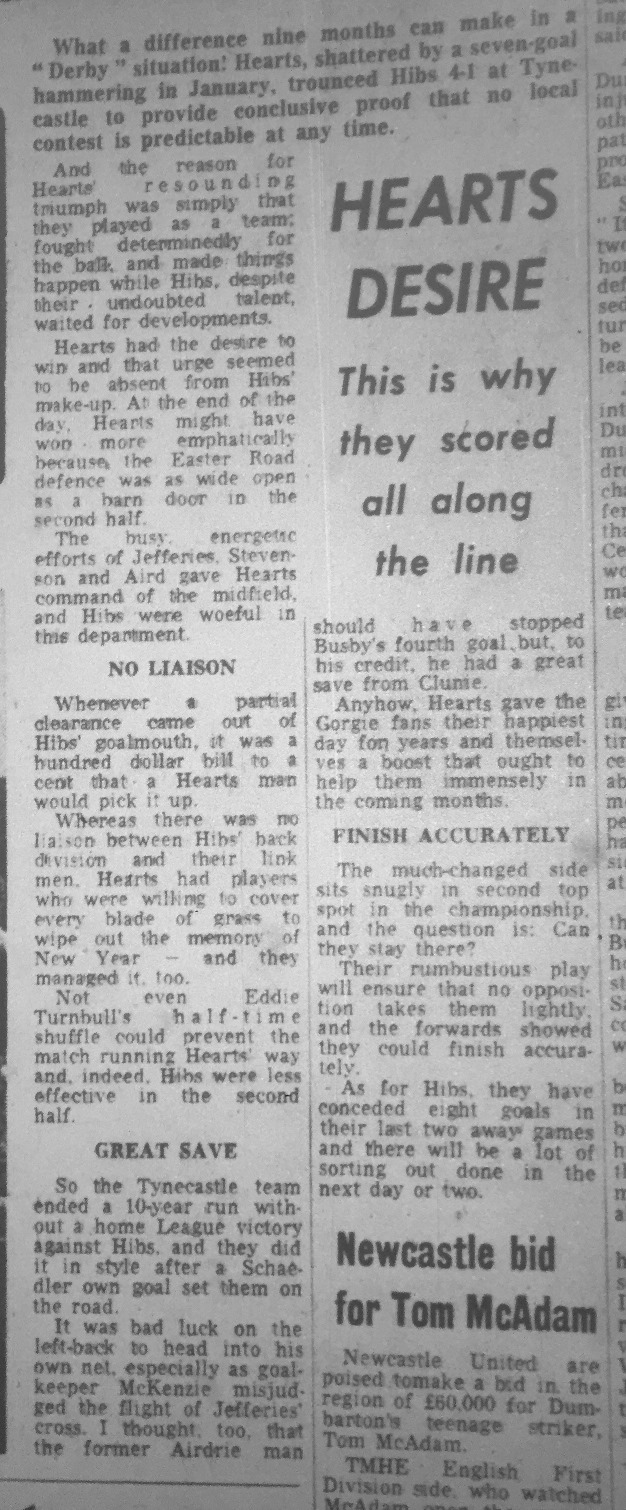 What a difference nine months can make in a
" Derby " situation! Hearts, shattered by a seven-goal
hammering in January, trounced Hibs 4-1 at Tyne-
castle to provide conclusive proof that no local
contest is predictable at any time.
And the reason for
Hearts' resounding
triumph was simply that
they played as a team;
fought determinedly for
the ball, and made things
happen while Hibs, despite
their undoubted talent,
waited for developments.
Hearts had the desire to
win and that urge seemed
to be absent from Hibs'
make-up. At the end of the
day, Hearts might have
won more emphatically
because, the Easter Road
defence was as wide open
as a barn door in the
second half.
The busy, energetic
efforts of Jefferies, Steven-
son and Aird gave Hearts
command of the midfield,
and Hibs were woeful in
this department.
NO LIAISON
Whenever a partial
clearance came out of
Hibs' goalmouth, it was a
hundred dollar bill to a
cent that a Hearts man
would pick it up.
Whereas there was no
liaison between Hibs' back
division and their link
men, Hearts had players
who were willing to cover
every blade of grass to
wipe out the memory of
New Year — and they
managed it, too.
Not even Eddie
Turnbull's half-time
shuffle could prevent the
match running Hearts' way
and, indeed, Hibs were less
effective in the second
half.
GREAT SAVE
So the Tynecastle team
ended a 10-year run with-
out a home League victory
against Hibs, and they did
it in style after a Schae-
dler own goal set them on
the road.
It was bad luck on the
left-back to head into his
own net, especially as goal-
keeper McKenzie misjud-
ged the flight of Jefferies'
cross. I thought, too, that
the former Airdrie man
HEARTS
DESIRE
This is why
they scored
all along
the line
should have stopped
Busby's fourth goal but, to
his credit, he had a great
save from Clunie.
Anyhow, Hearts gave the
Gorgie fans their happiest
day fon years and themsel-
ves a boost that ought to
help them immensely in
the coming months.
FINISH ACCURATELY
The much-changed side
sits snugly in second top
spot in the championship,
and the question is: Can
they stay there?
Their rumbustious play
will ensure that no opposi-
tion takes them lightly,
and the forwards showed
they could finish accura-
tely.
As for Hibs, they have
conceded eight goals in
their last two away games
and there will be a lot of
sorting out done in the
next day or two.
Newcastle bid
for Tom McAdam
Newcastle United are
poised tomake a bid in the
region of £60,000 for Dum-
barton's teenage striker,
Tom McAdam.
TMHE English First
Division side, who watched
McAdam